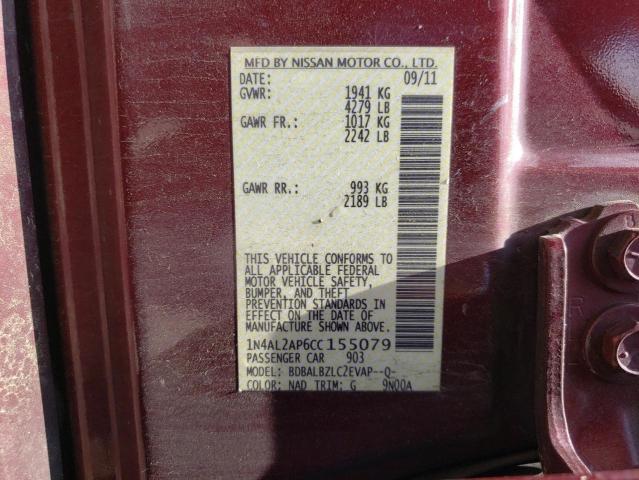 MFD BY NISSAN MOTOR CO., LTD.
DATE: 09/11
GVWR: 1941 KG
4279 LB
GAWR FR.: 1017 KG
2242 LB
GAWR RR.: 993 KG
2189 LB
THIS VEHICLE CONFORMS TO
ALL APPLICABLE FEDERAL
MOTOR VEHICLE SAFETY,
BUMPER, AND THEFT
PREVENTION STANDARDS IN
EFFECT ON THE DATE OF
MANUFACTURE SHOWN ABOVE.
1N4AL2AP6CC155079
PASSENGER CAR 903
MODEL: BDBALBZLC2EVAP--Q-
COLOR: NAD TRIM: G 9N00A
R